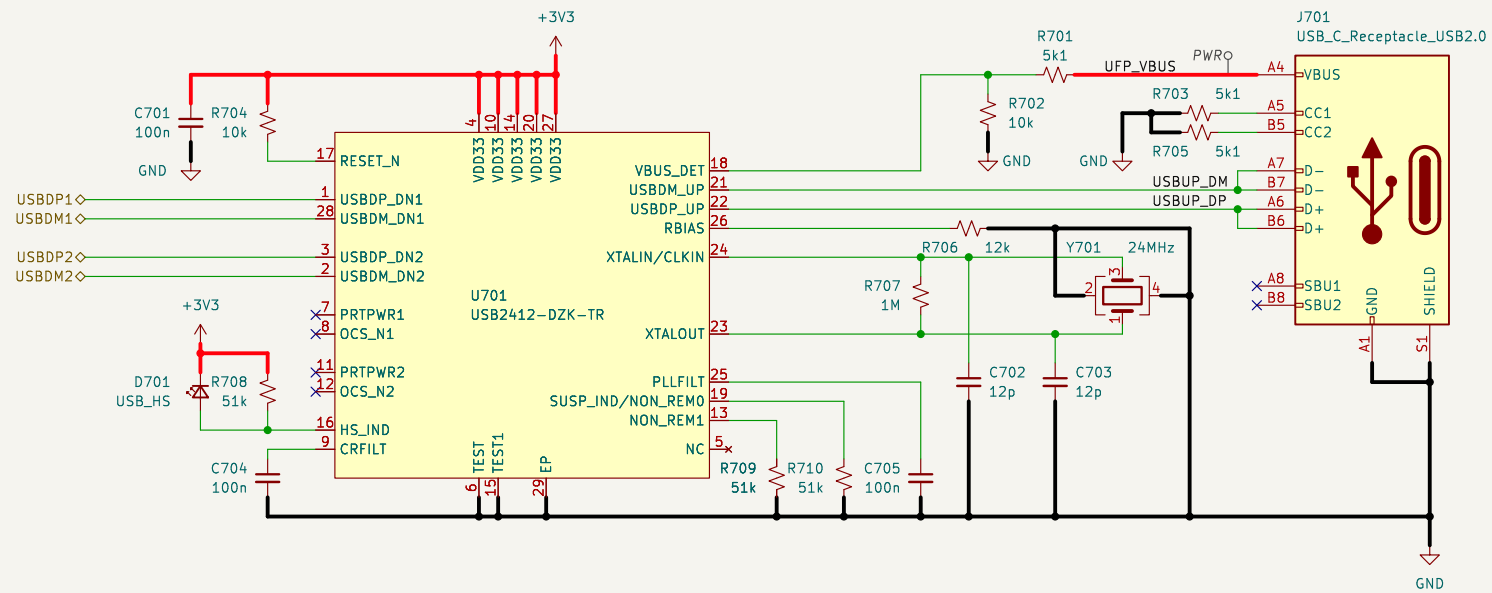 +3V3
J701
USB_C_Receptacle_USB2.0
R701
5k1
UFP_VBUS
PWR
A4
VBUS
C701
100n
R704
10k
GND
4
10
14
20
27
VDD33
VDD33
VDD33
VDD33
VDD33
R702
10k
GND
R703
5k1
A5
CC1
B5
CC2
R705
5k1
GND
17
RESET_N
VBUS_DET
18
USBDP1
1
USBDP_DN1
USBDM_UP
21
USBUP_DM
A7
D-
B7
D-
USBDM1
28
USBDM_DN1
USBDP_UP
22
USBUP_DP
A6
D+
B6
D+
RBIAS
26
R706
12k
USBDP2
3
USBDP_DN2
XTALIN/CLKIN
24
USBDM2
2
USBDM_DN2
Y701
24MHz
3
2
4
1
R707
1M
A8
SBU1
B8
SBU2
GND
SHIELD
A1
S1
U701
USB2412-DZK-TR
+3V3
7
PRTPWR1
8
OCS_N1
XTALOUT
23
11
PRTPWR2
12
OCS_N2
PLLFILT
25
SUSP_IND/NON_REM0
19
NON_REM1
13
NC
5
D701
USB_HS
R708
51k
16
HS_IND
9
CRFILT
C702
12p
C703
12p
C704
100n
TEST
TEST1
EP
6
15
29
R709
51k
R710
51k
C705
100n
GND